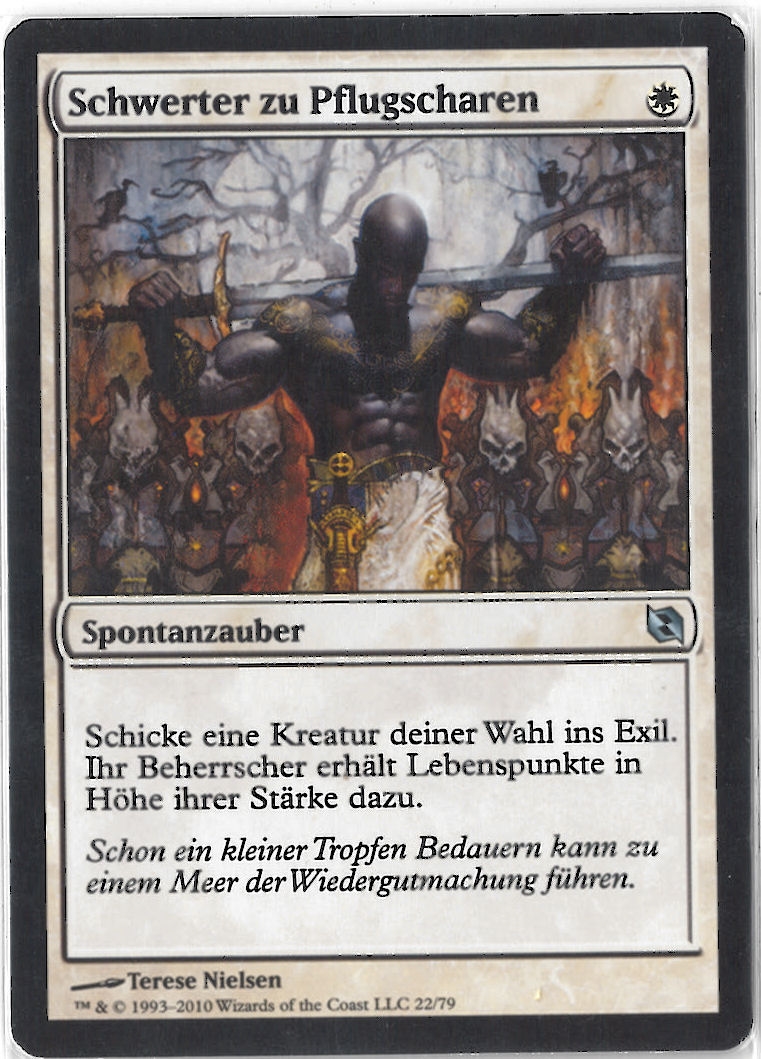 Schwerter zu Pflugscharen
Spontanzauber
Schicke eine Kreatur deiner Wahl ins Exil.
Ihr Beherrscher erhält Lebenspunkte in
Höhe ihrer Stärke dazu.
Schon ein kleiner Tropfen Bedauern kann zu
einem Meer der Wiedergutmachung führen.
Terese Nielsen
™ & © 1993–2010 Wizards of the Coast LLC 22/79